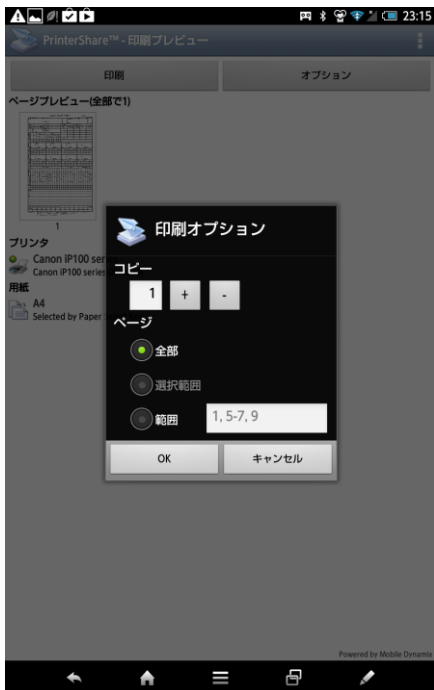 23:15
PrinterShare™ - 印刷プレビュー
印刷
オプション
ページプレビュー(全部で1)
1
プリンタ
Canon iP100 ser
Canon iP100 series
用紙
A4
Selected by Paper
印刷オプション
コピー
1
+
-
ページ
全部
選択範囲
範囲
1, 5-7, 9
OK
キャンセル
Powered by Mobile Dynamix